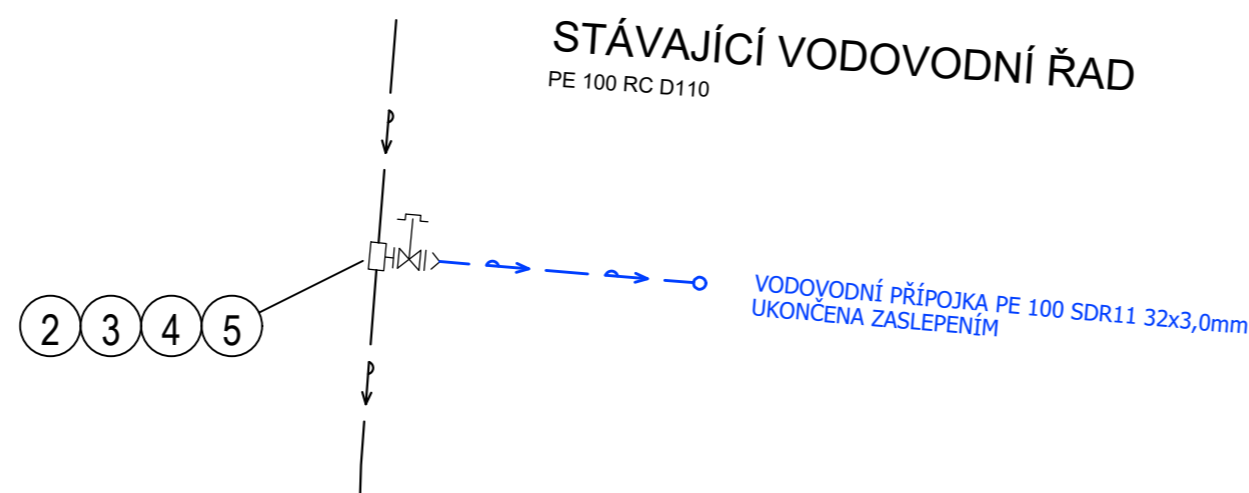 STÁVAJÍCÍ VODOVODNÍ ŘAD
PE 100 RC D110
2 3 4 5
VODOVODNÍ PŘÍPOJKA PE 100 SDR11 32x3,0mm
UKONČENA ZASLEPENÍM